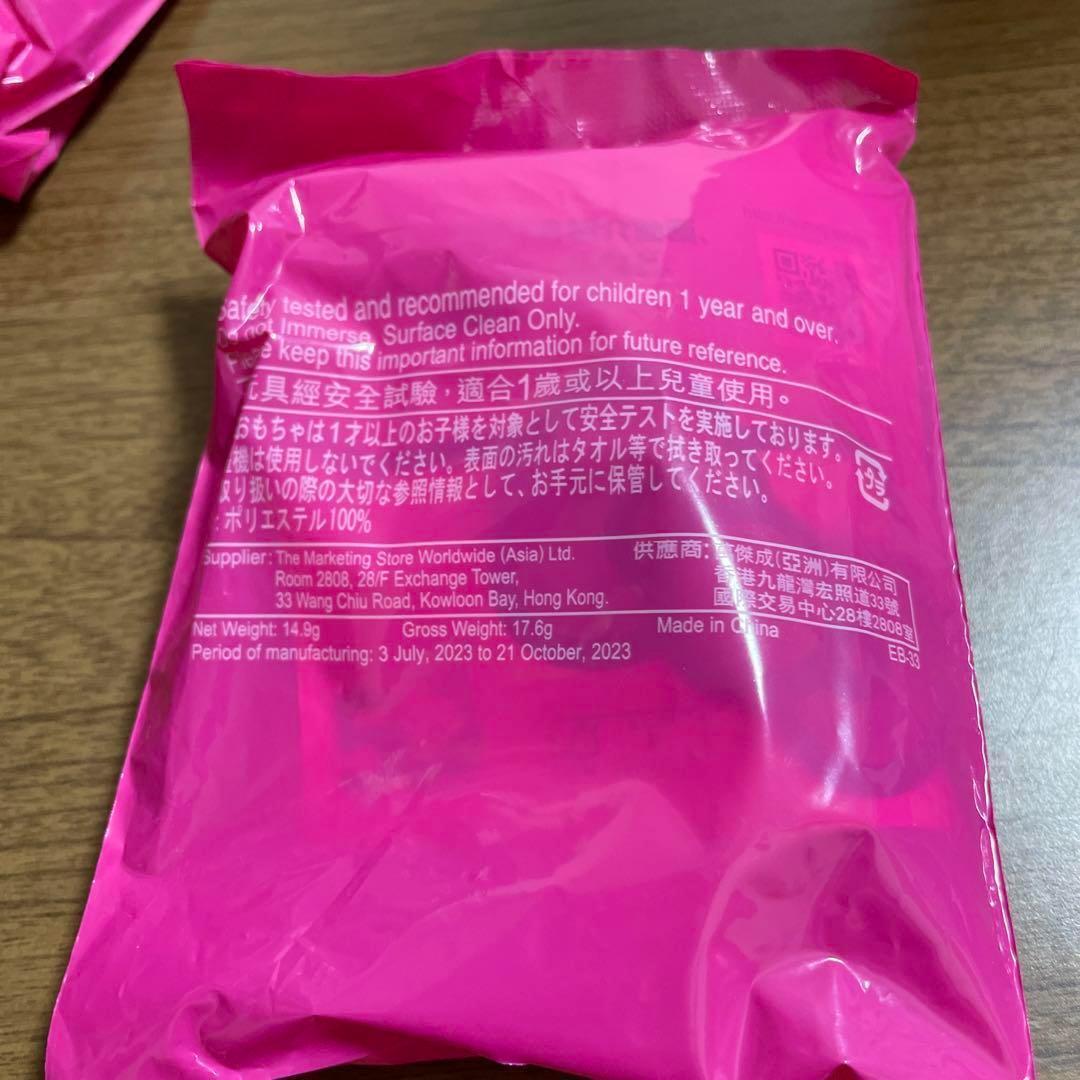 Safety tested and recommended for children 1 year and over.
not Immerse. Surface Clean Only.
keep this important information for future reference.
玩具經安全試驗，適合1歲或以上兒童使用。
おもちゃは1才以上のお子様を対象として安全テストを実施しております。
機は使用しないでください。表面の汚れはタオル等で拭き取ってください。
取り扱いの際の大切な参照情報として、お手元に保管してください。
: ポリエステル100%
プラ
Supplier: The Marketing Store Worldwide (Asia) Ltd.
Room 2808, 28/F Exchange Tower,
33 Wang Chiu Road, Kowloon Bay, Hong Kong.
供應商: 傑成(亞洲)有限公司
香港九龍灣宏照道33號
國際交易中心28樓2808室
Net Weight: 14.9g Gross Weight: 17.6g Made in China
Period of manufacturing: 3 July, 2023 to 21 October, 2023
EB-33